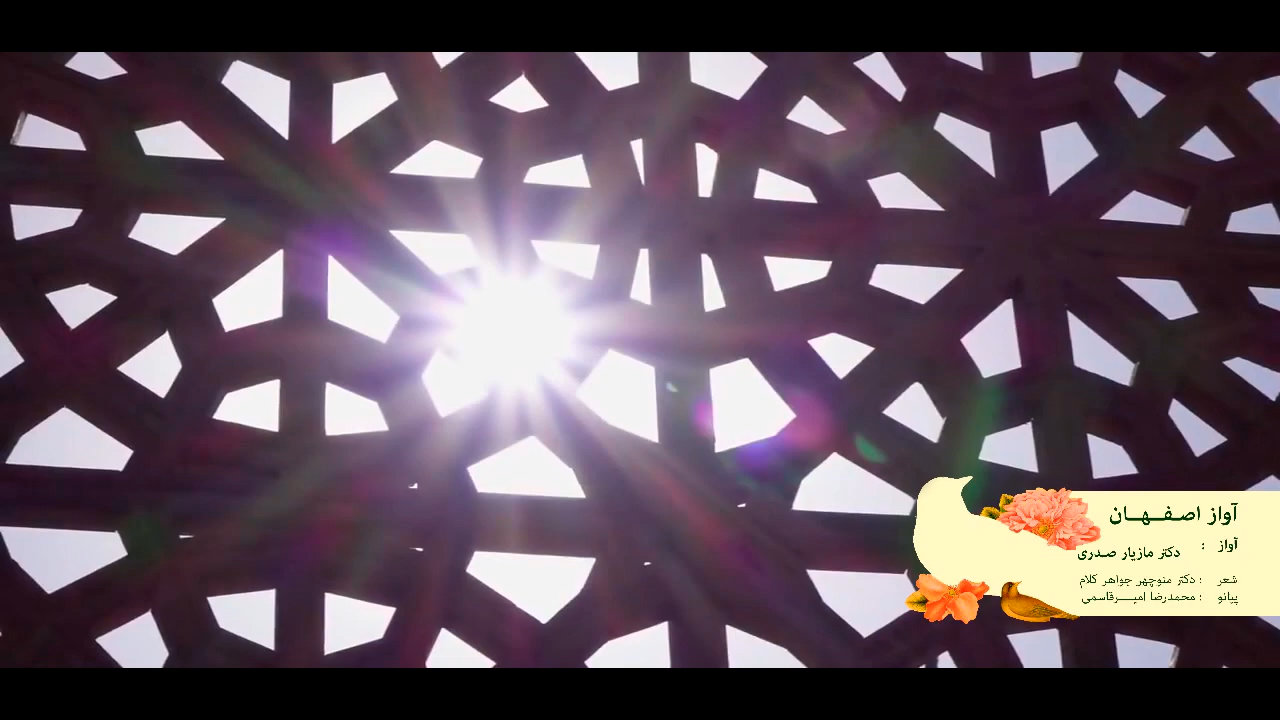 آواز اصفهان
آواز :
دکتر مازیار صدری
شعر : دکتر منوچهر جواهر کلام
پیانو : محمدرضا امیرقاسمی